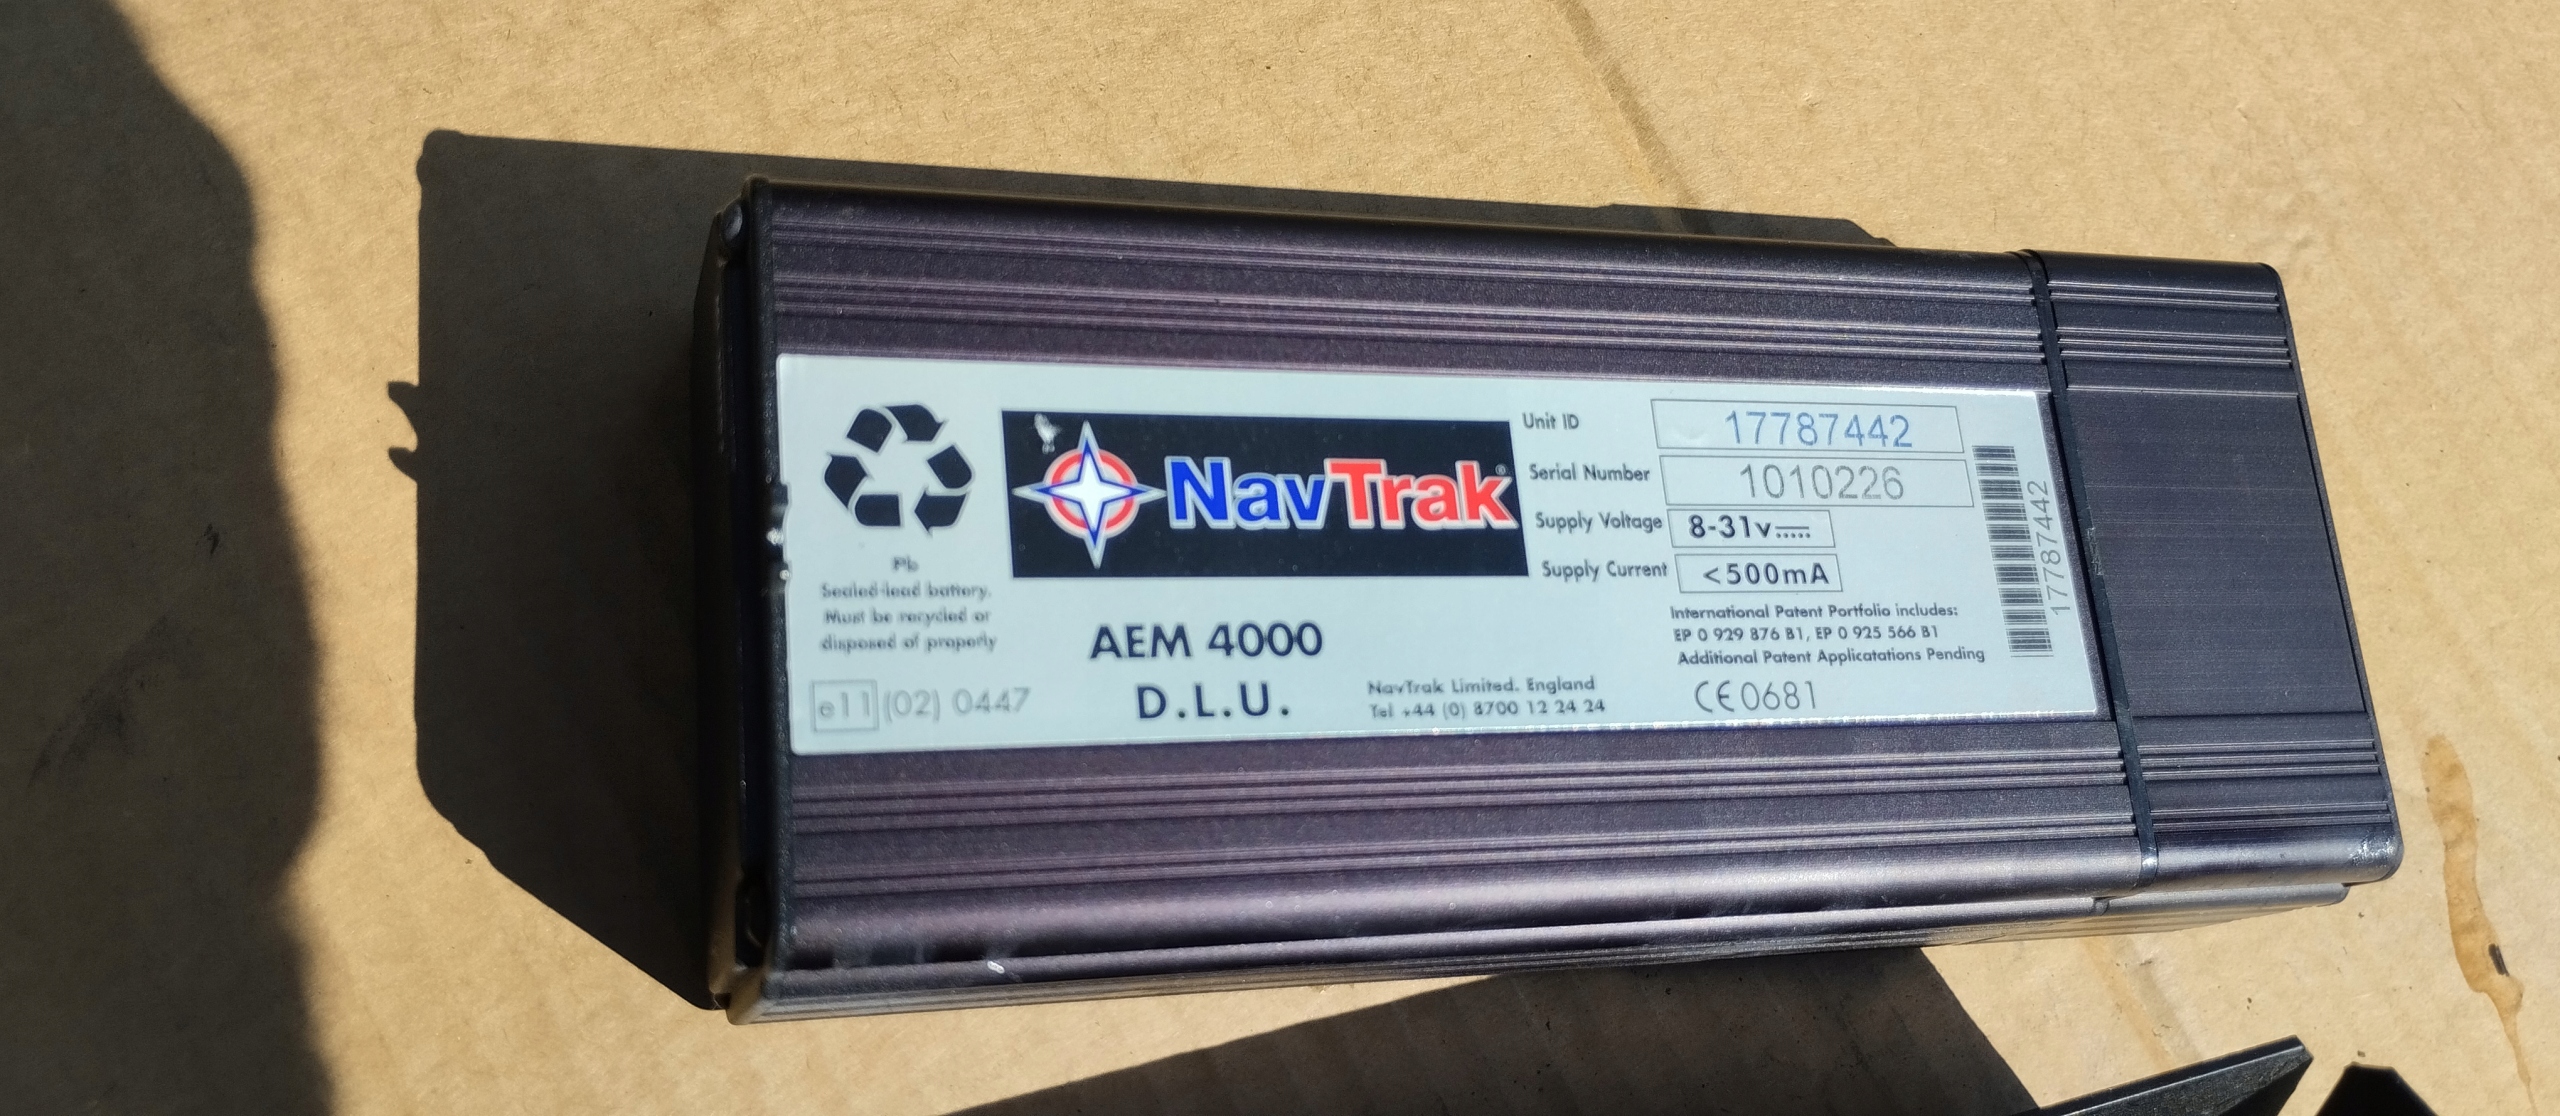 Pb
Sealed lead battery.
Must be recycled or
disposed of properly
e11 (02) 0447
NavTrak®
AEM 4000
D.L.U.
NavTrak Limited. England
Tel +44 (0) 8700 12 24 24
Unit ID 17787442
Serial Number 1010226
Supply Voltage 8-31v
Supply Current <500mA
International Patent Portfolio includes:
EP 0 929 876 B1, EP 0 925 566 B1
Additional Patent Applicatations Pending
CE0681
17787442